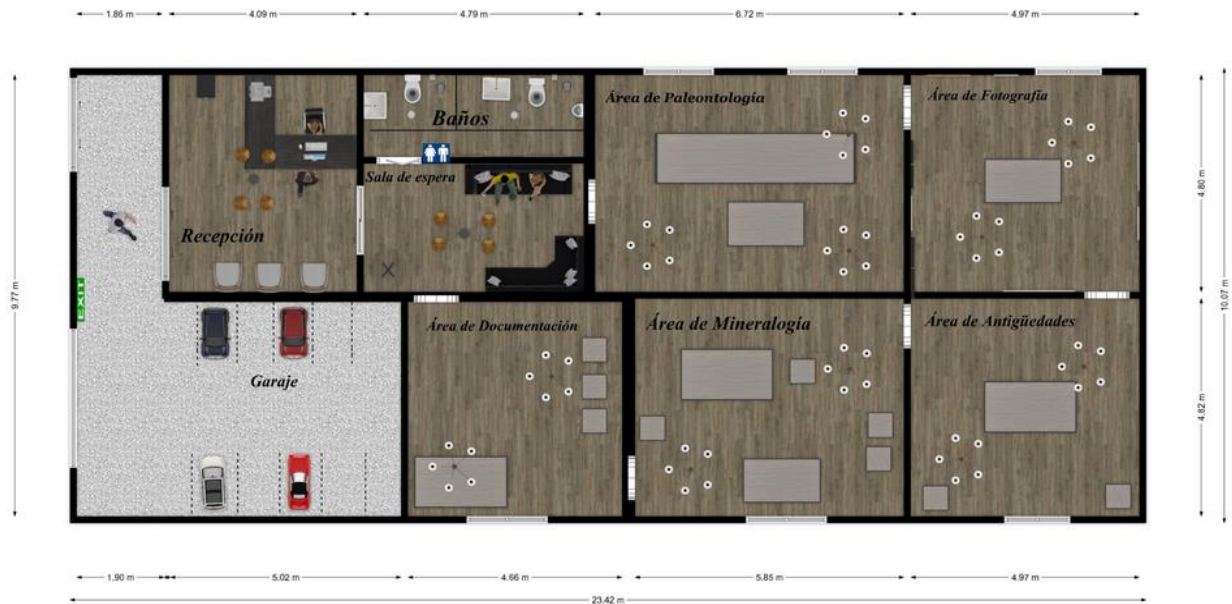 1.86 m 4.09 m 4.79 m 6.72 m 4.97 m
Área de Paleontología
Área de Fotografía
Baños
Sala de espera
Recepción
4.80 m
9.77 m
10.07 m
EXIT
Área de Documentación
Área de Mineralogía
Área de Antigüedades
Garaje
4.82 m
1.90 m 5.02 m 4.66 m 5.85 m 4.97 m
23.42 m